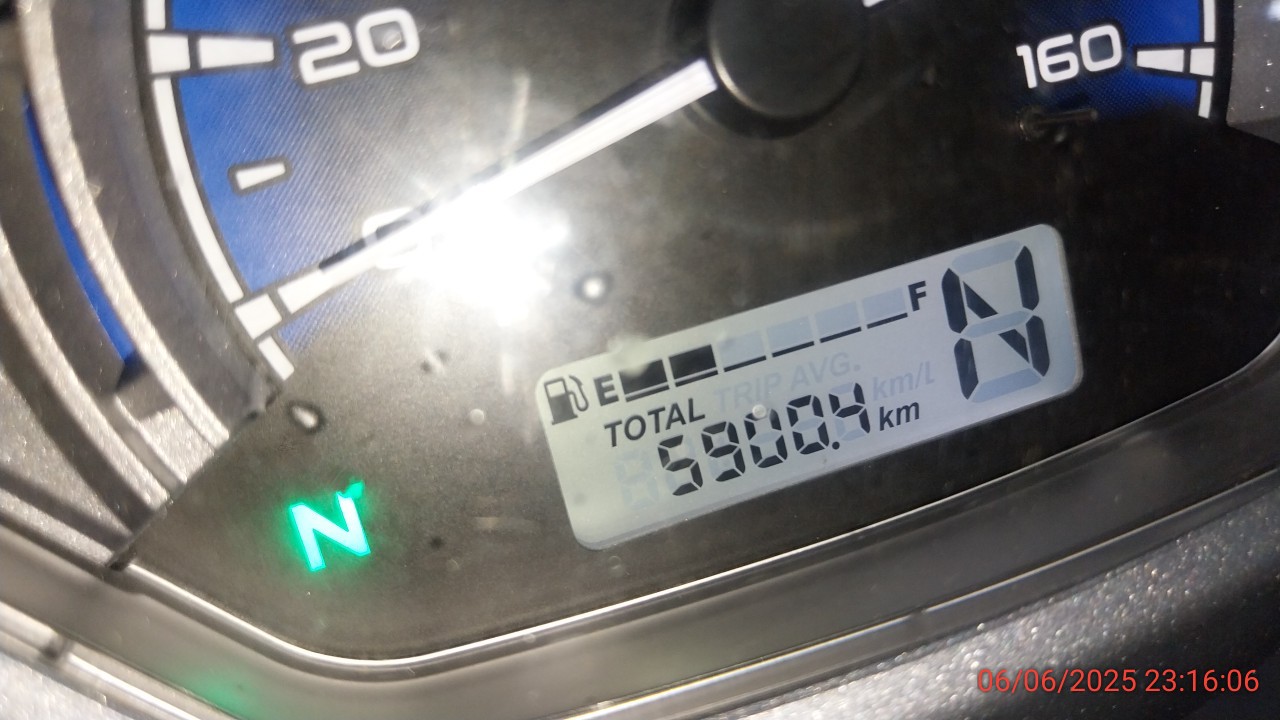 20
160
E F
TRIP AVG.
km/L
TOTAL
5900.4 km
N
N
06/06/2025 23:16:06